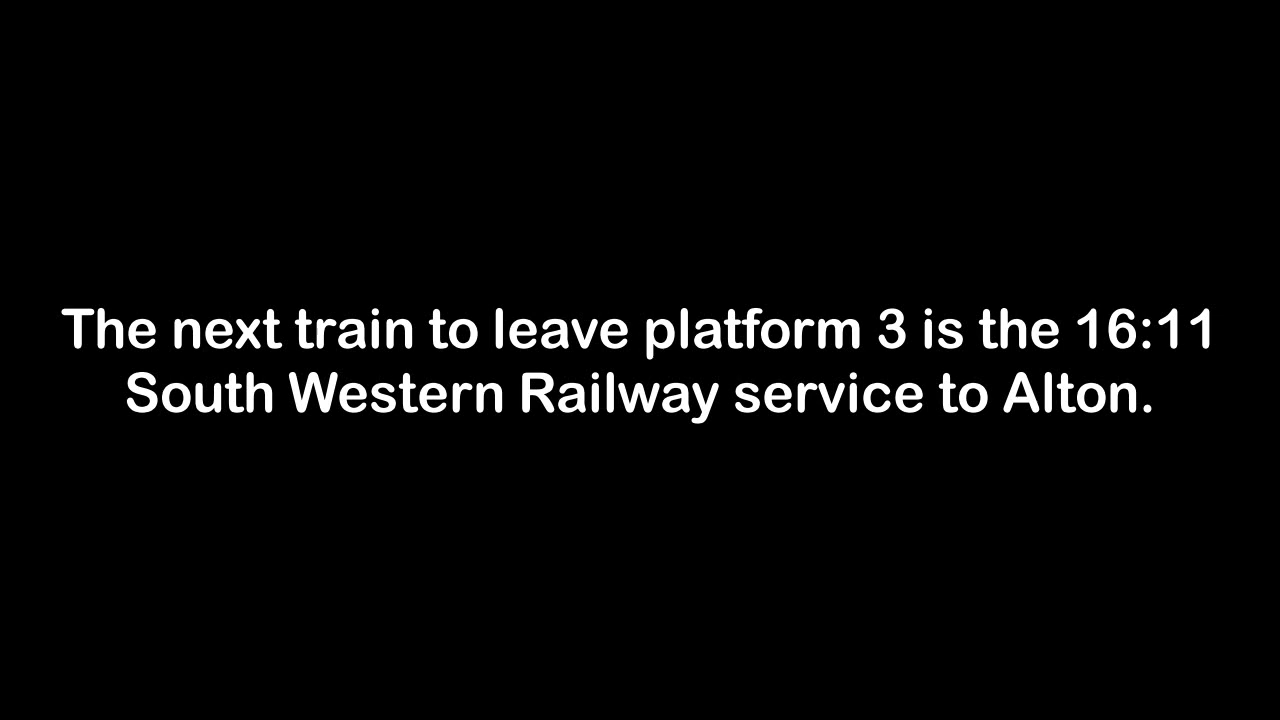 The next train to leave platform 3 is the 16:11
South Western Railway service to Alton.